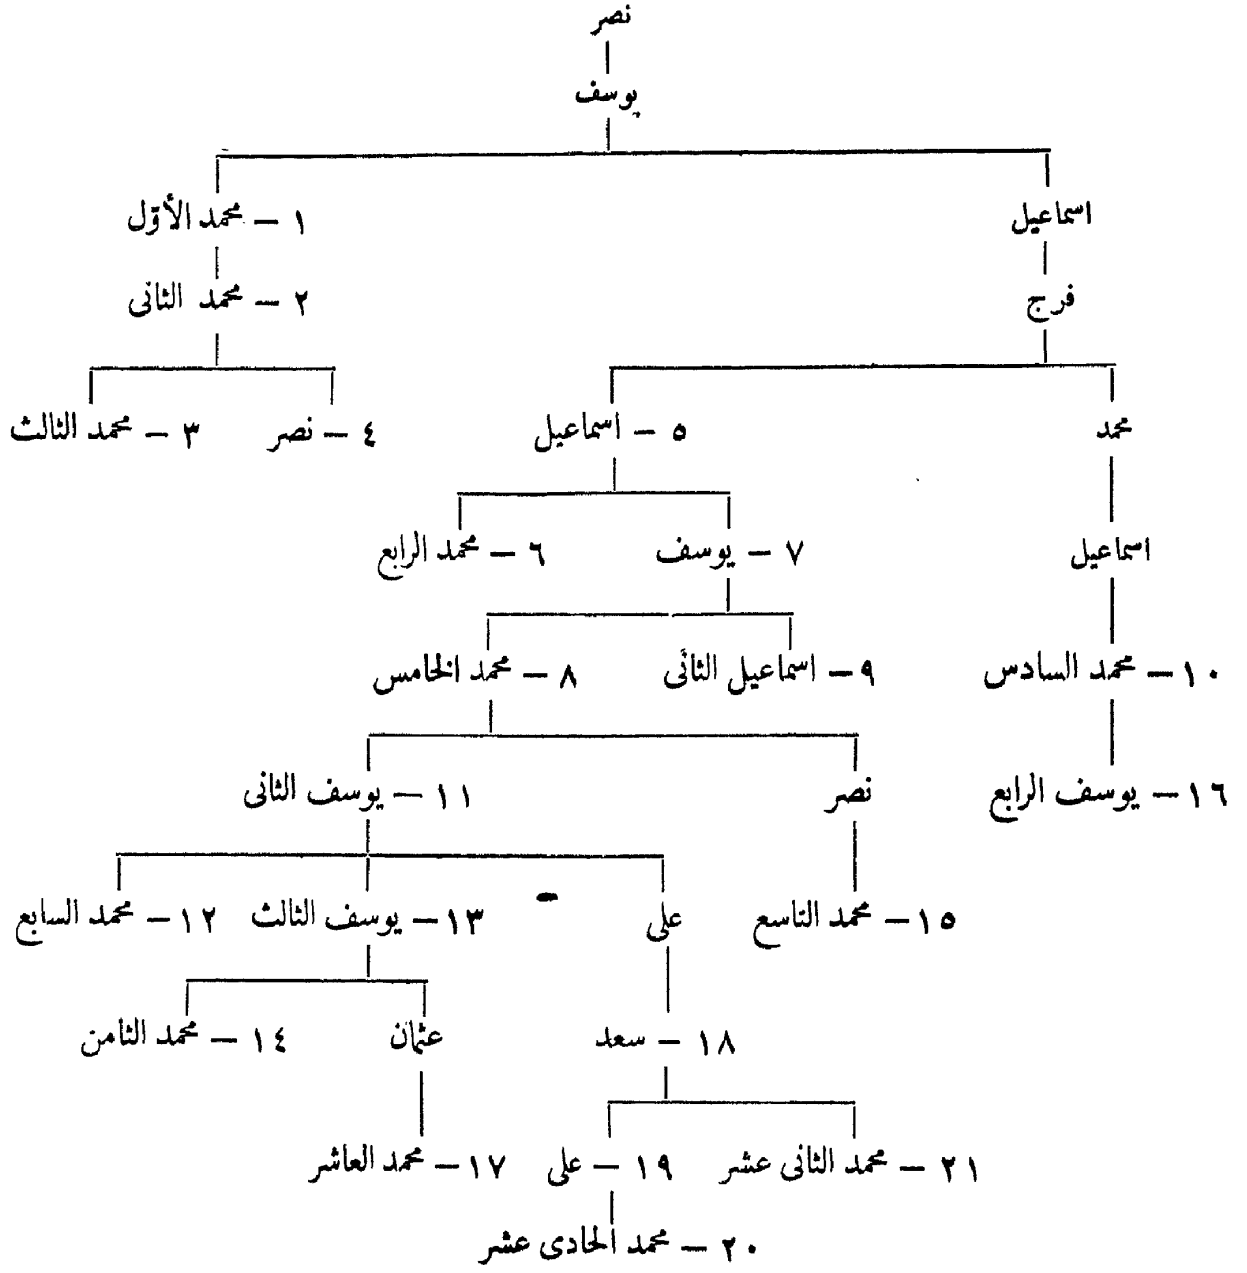 نصر
يوسف
اسماعيل
١ – محمد الأوّل
فرج
٢ – محمد الثانى
محمد
٥ – اسماعيل
٤ – نصر
٣ – محمد الثالث
اسماعيل
٧ – يوسف
٦ – محمد الرابع
١٠ – محمد السادس
٩ – اسماعيل الثانى
٨ – محمد الخامس
١٦ – يوسف الرابع
نصر
١١ – يوسف الثانى
١٥ – محمد التاسع
على
١٣ – يوسف الثالث
١٢ – محمد السابع
١٨ – سعد
عثمان
١٤ – محمد الثامن
٢١ – محمد الثانى عشر
١٩ – على
١٧ – محمد العاشر
٢٠ – محمد الحادى عشر